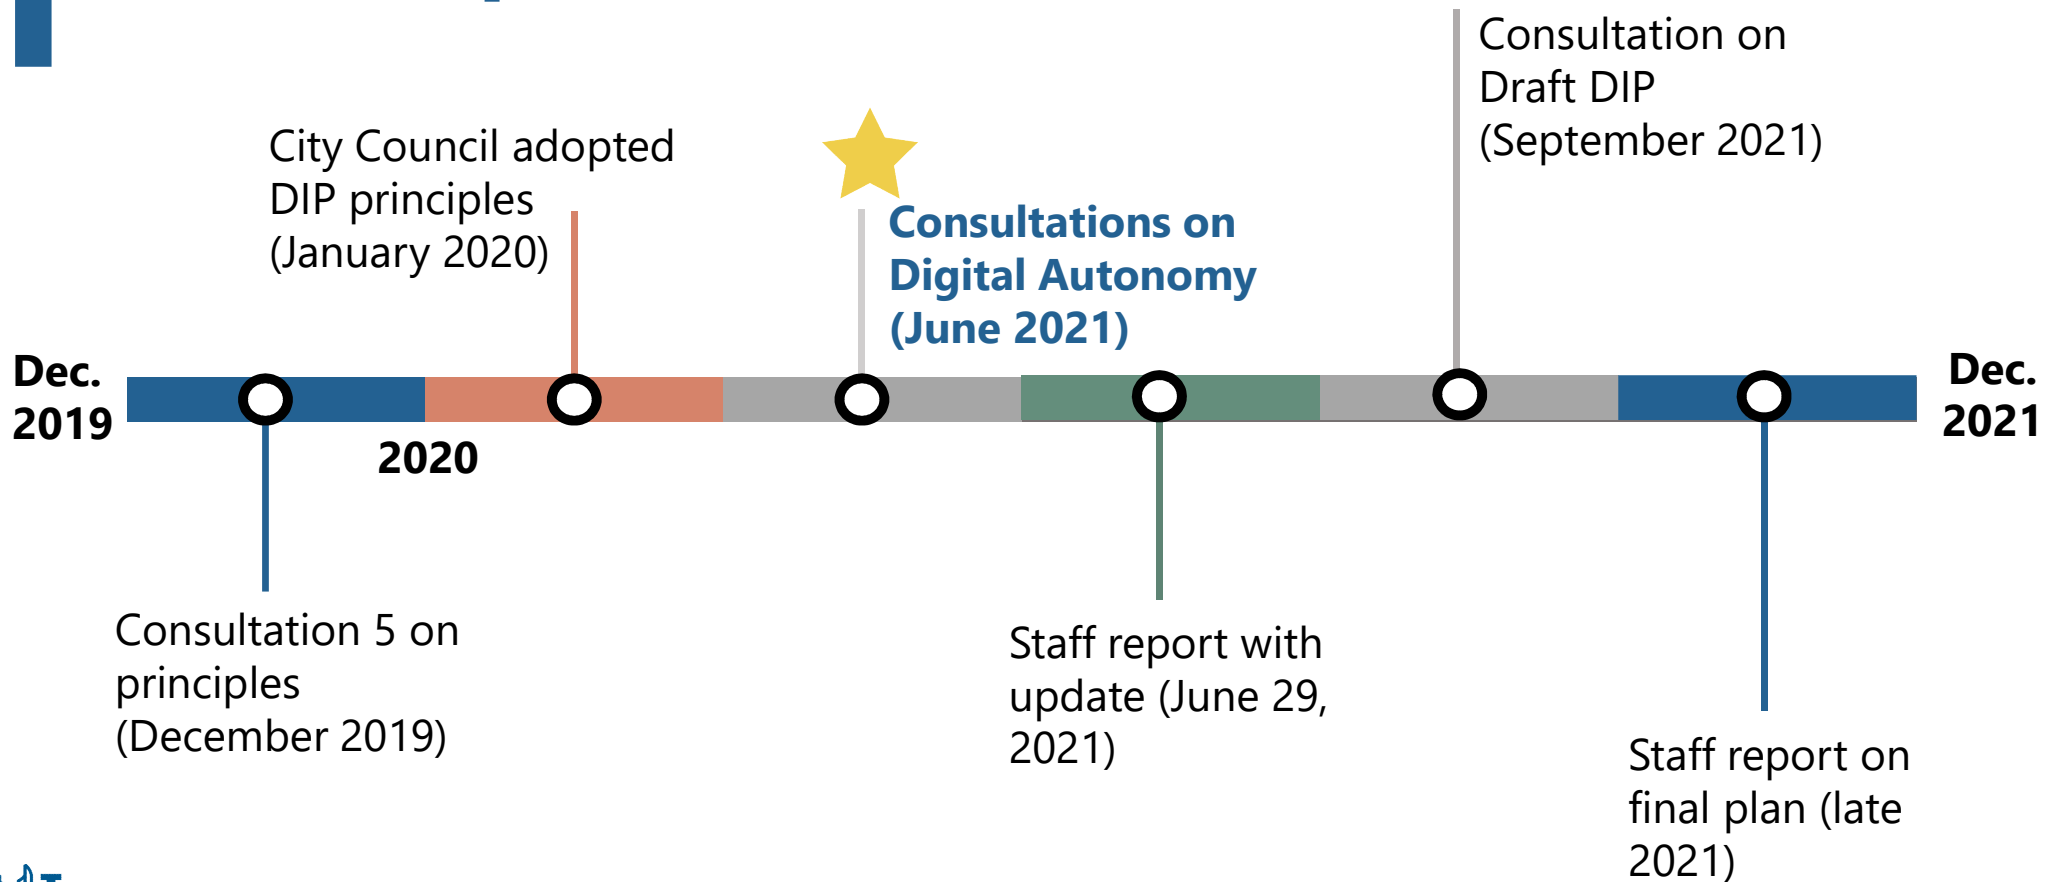 Consultation on
Draft DIP
(September 2021)
City Council adopted
DIP principles
(January 2020)
Consultations on
Digital Autonomy
(June 2021)
Dec.
2019
2020
Dec.
2021
Consultation 5 on
principles
(December 2019)
Staff report with
update (June 29,
2021)
Staff report on
final plan (late
2021)